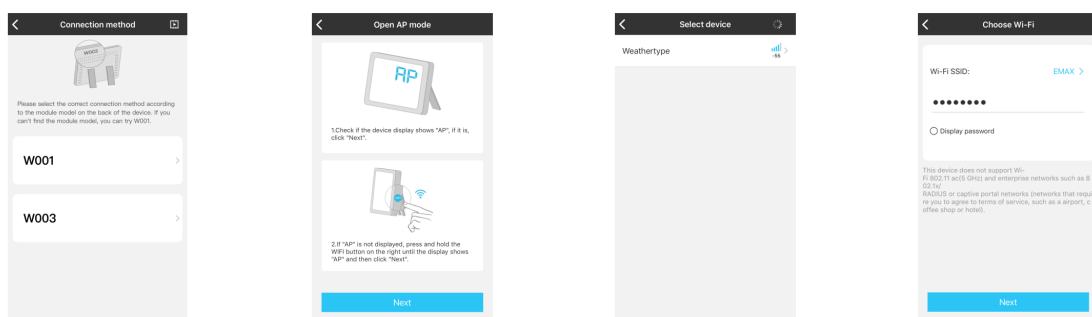 Connection method
W002
Please select the correct connection method according
to the module model on the back of the device. If you
can't find the module model, you can try W001.
W001
W003
Open AP mode
AP
1.Check if the device display shows "AP", if it is,
click "Next".
2.If "AP" is not displayed, press and hold the
WIFI button on the right until the display shows
"AP" and then click "Next".
Next
Select device
Weathertype
-55
Choose Wi-Fi
Wi-Fi SSID:
EMAX
Display password
This device does not support Wi-
Fi 802.11 ac(5 GHz) and enterprise networks such as 8
02.1x/
RADIUS or captive portal networks (networks that requi
re you to agree to terms of service, such as a airport, c
offee shop or hotel).
Next